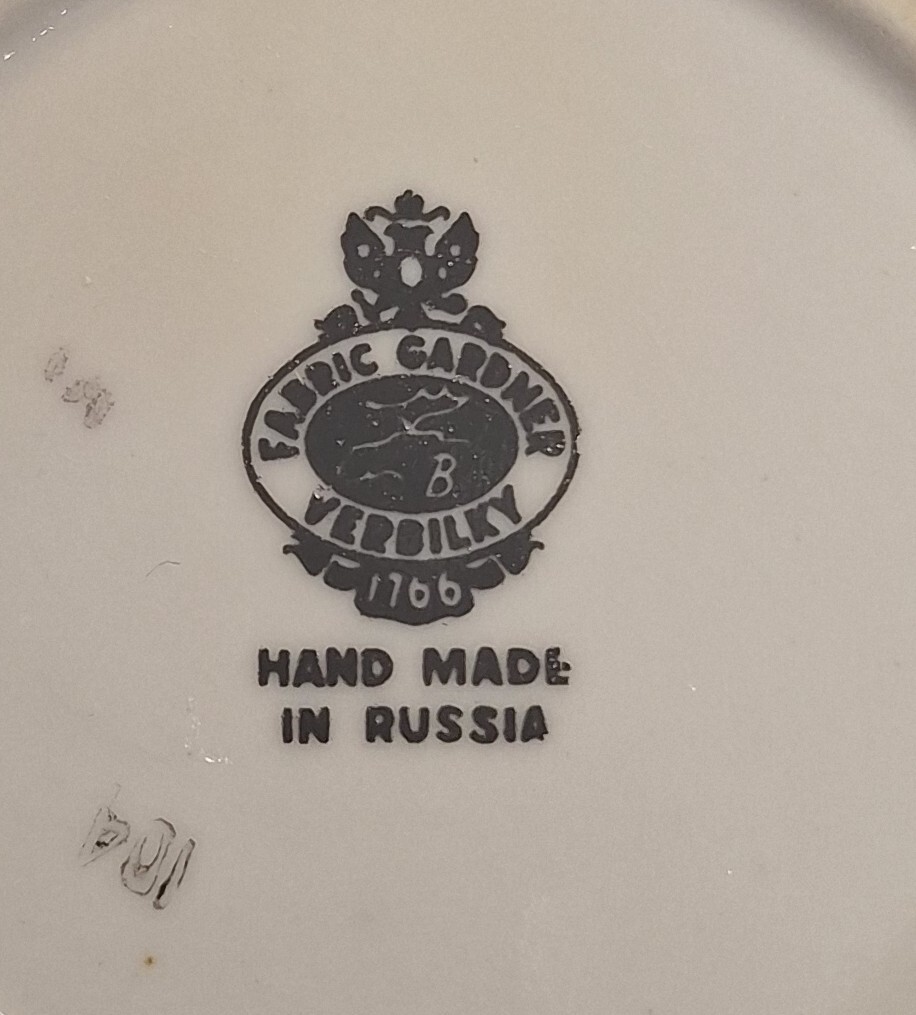 FABRIC GARDNER
B
VERBILKY
1766
HAND MADE
IN RUSSIA